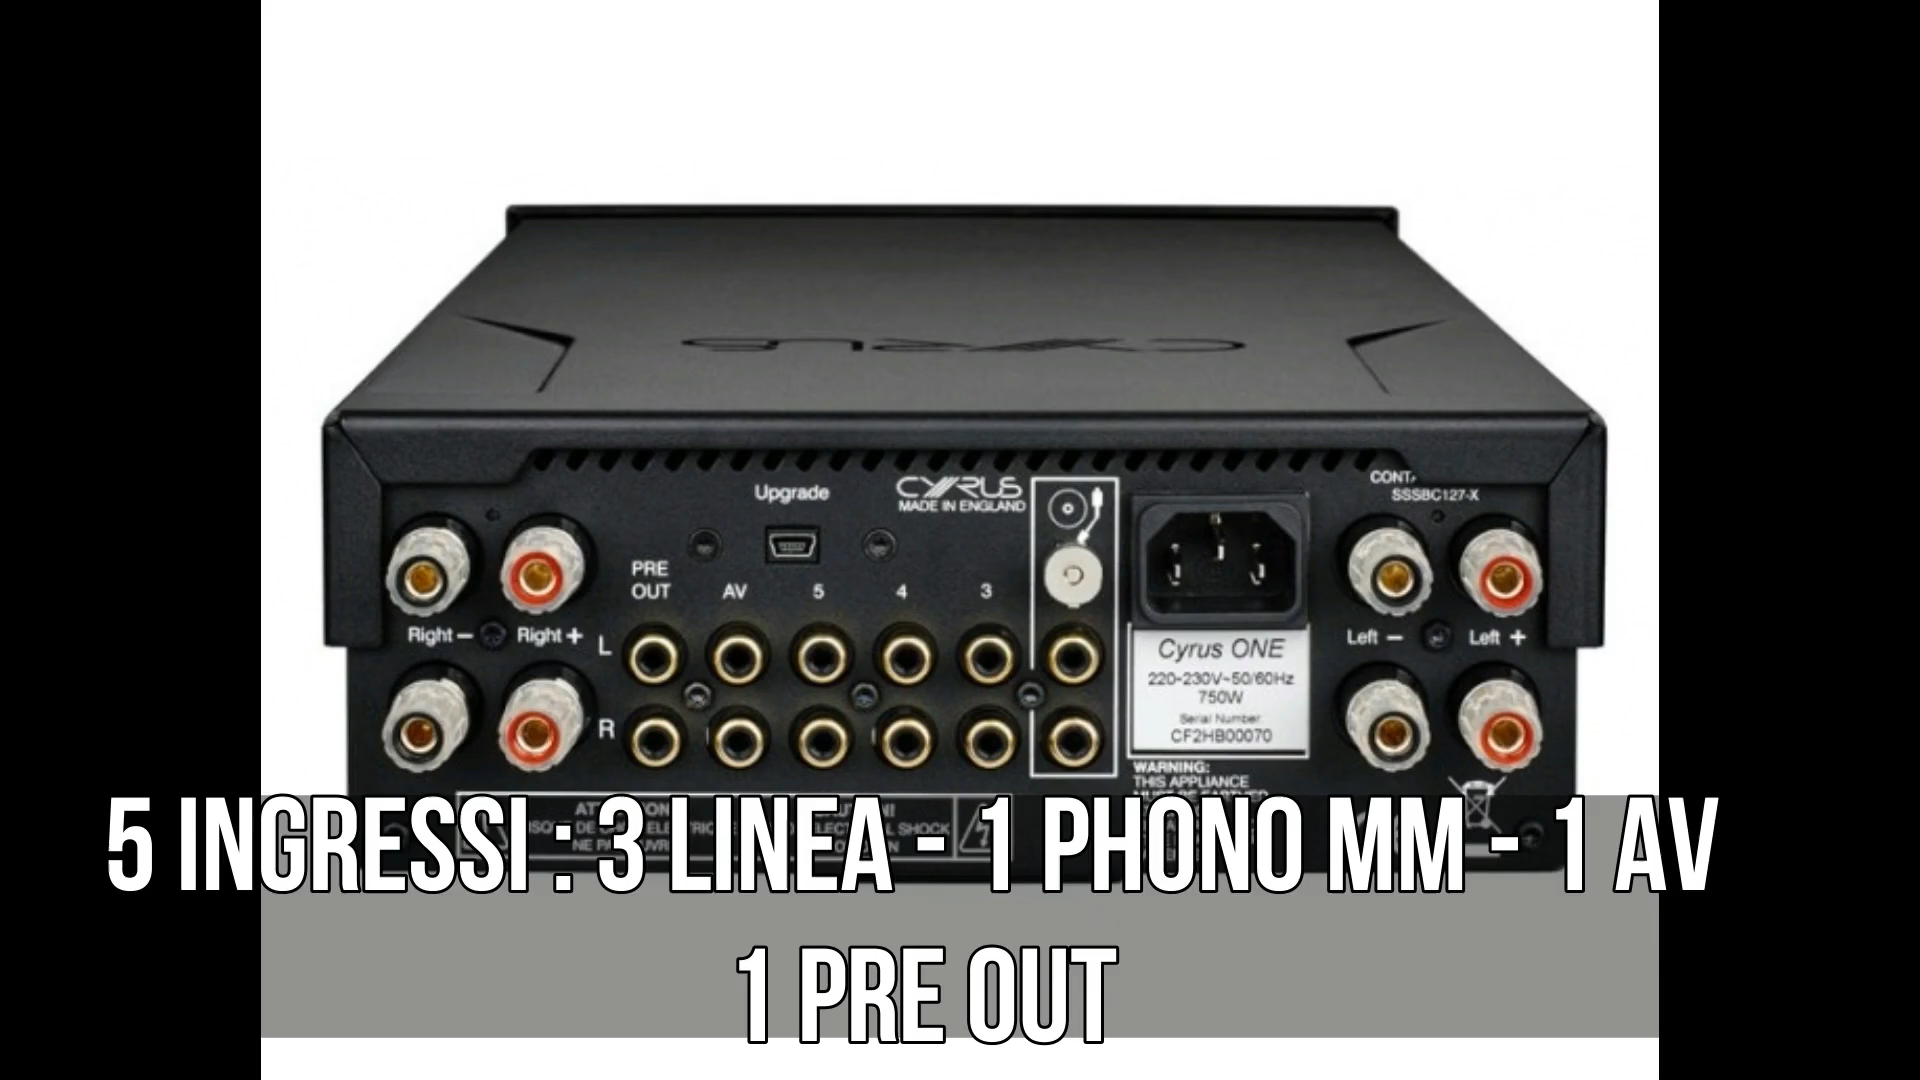 CYRUS
Upgrade
CYRUS
MADE IN ENGLAND
SSSBC127-X
PRE
OUT
AV
5
4
3
Right –
Right +
L
R
Cyrus ONE
220-230V~50/60Hz
750W
Serial Number:
CF2HB00070
Left –
Left +
WARNING:
THIS APPLIANCE
5 INGRESSI : 3 LINEA - 1 PHONO MM - 1 AV
1 PRE OUT